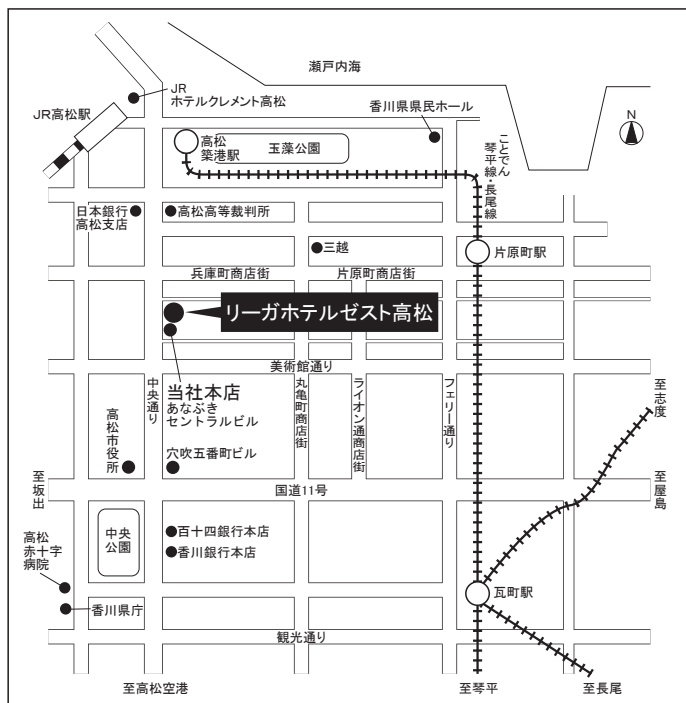 瀬戸内海
JR
ホテルクレメント高松
JR高松駅
香川県県民ホール
N
高松
築港駅
玉藻公園
ことでん
琴平線・長尾線
日本銀行
高松支店
高松高等裁判所
三越
片原町駅
兵庫町商店街
片原町商店街
リーガホテルゼスト高松
美術館通り
当社本店
あなぶき
セントラルビル
中央通り
丸亀町商店街
ライオン通商店街
フェリー通り
至志度
高松市役所
穴吹五番町ビル
至坂出
国道11号
至屋島
中央
公園
百十四銀行本店
香川銀行本店
高松
赤十字
病院
香川県庁
瓦町駅
観光通り
至高松空港
至琴平
至長尾